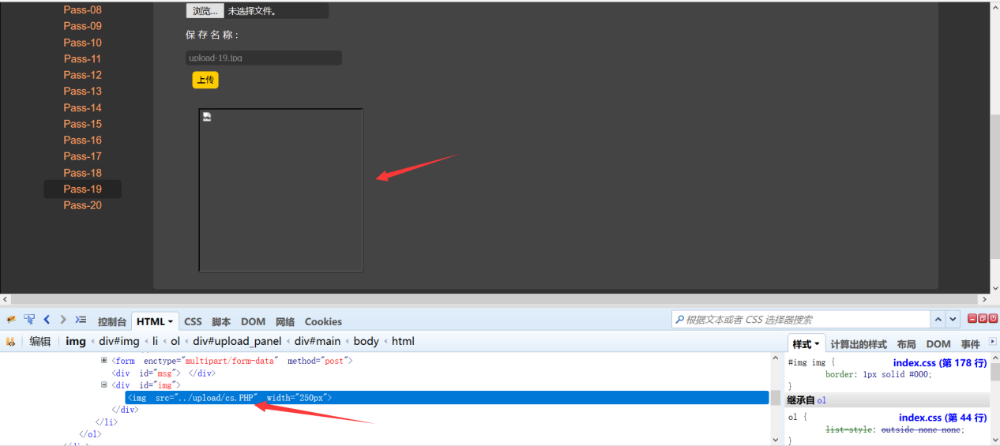 Pass-08
Pass-09
Pass-10
Pass-11
Pass-12
Pass-13
Pass-14
Pass-15
Pass-16
Pass-17
Pass-18
Pass-19
Pass-20
浏览... 未选择文件。
保存名称:
upload-19.jpg
上传
控制台 HTML CSS 脚本 DOM 网络 Cookies
根据文本或者 CSS 选择器搜索
编辑 img < div#img < li < ol < div#upload_panel < div#main < body < html
<form enctype="multipart/form-data" method="post">
<div id="msg"> </div>
<div id="img">
<img src="../upload/cs.PHP" width="250px">
</div>
</li>
</ol>
样式 计算出的样式 布局 DOM 事件
#img img { index.css (第 178 行)
border: 1px solid #000;
}
继承自 ol
ol { index.css (第 44 行)
list-style: outside none none;
}